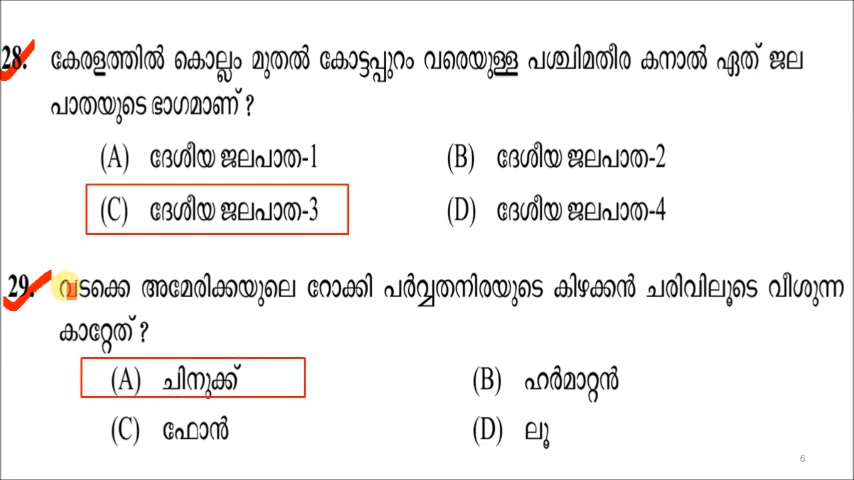 28. കേരളത്തിൽ കൊല്ലം മുതൽ കോട്ടപ്പുറം വരെയുള്ള പശ്ചിമതീര കനാൽ ഏത് ജല
പാതയുടെ ഭാഗമാണ് ?
(A) ദേശീയ ജലപാത-1 (B) ദേശീയ ജലപാത-2
(C) ദേശീയ ജലപാത-3 (D) ദേശീയ ജലപാത-4
29. വടക്കെ അമേരിക്കയുലെ റോക്കി പർവ്വതനിരയുടെ കിഴക്കൻ ചരിവിലൂടെ വീശുന്ന
കാറ്റേത് ?
(A) ചിനുക്ക് (B) ഹർമാറ്റൻ
(C) ഫോൻ (D) ലൂ
6